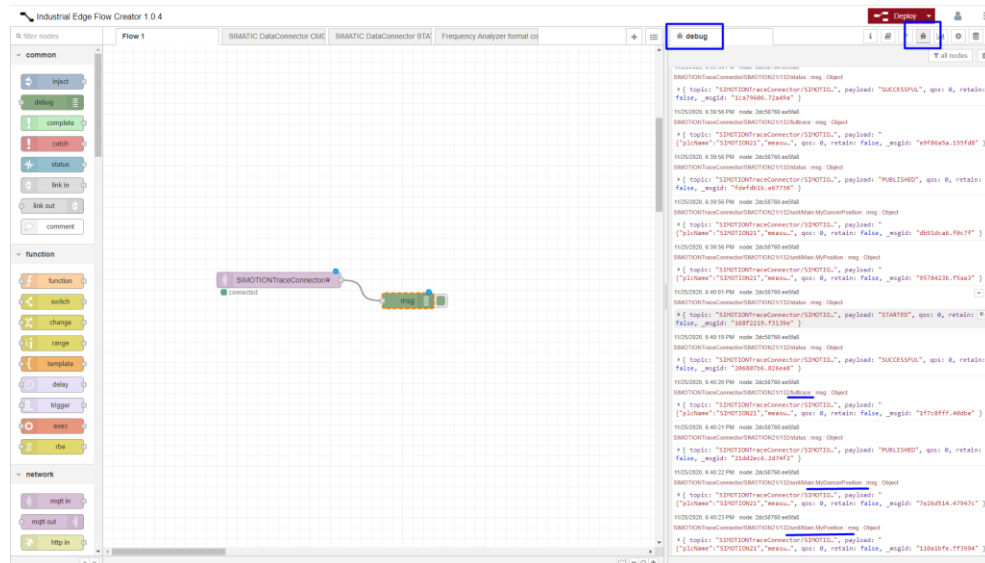 Industrial Edge Flow Creator 1.0.4
Deploy
filter nodes
Flow 1
SIMATIC DataConnector CMD
SIMATIC DataConnector STAT
Frequency Analyzer format co
debug
i
all nodes
common
inject
debug
complete
catch
status
link in
link out
comment
function
function
switch
change
range
template
delay
trigger
exec
rbe
network
mqtt in
mqtt out
http in
SIMOTIONTraceConnector/#
connected
msg
SIMOTIONTraceConnector/SIMOTION21/132/status : msg : Object
{ topic: "SIMOTIONTraceConnector/SIMOTIO…", payload: "SUCCESSFUL", qos: 0, retain:
false, _msgid: "1ca79606.72a49a" }
11/25/2020, 6:39:56 PM node: 2dc50760.ee5fa8
SIMOTIONTraceConnector/SIMOTION21/132/fulltrace : msg : Object
{ topic: "SIMOTIONTraceConnector/SIMOTIO…", payload: "
{"plcName":"SIMOTION21","measu…", qos: 0, retain: false, _msgid: "e9f86a5a.155fd8" }
11/25/2020, 6:39:56 PM node: 2dc50760.ee5fa8
SIMOTIONTraceConnector/SIMOTION21/132/status : msg : Object
{ topic: "SIMOTIONTraceConnector/SIMOTIO…", payload: "PUBLISHED", qos: 0, retain:
false, _msgid: "fdefdb1b.e67738" }
11/25/2020, 6:39:56 PM node: 2dc50760.ee5fa8
SIMOTIONTraceConnector/SIMOTION21/132/unit/Main.MyDancerPosition : msg : Object
{ topic: "SIMOTIONTraceConnector/SIMOTIO…", payload: "
{"plcName":"SIMOTION21","measu…", qos: 0, retain: false, _msgid: "db91dca6.f0c7f" }
11/25/2020, 6:39:56 PM node: 2dc50760.ee5fa8
SIMOTIONTraceConnector/SIMOTION21/132/unit/Main.MyPosition : msg : Object
{ topic: "SIMOTIONTraceConnector/SIMOTIO…", payload: "
{"plcName":"SIMOTION21","measu…", qos: 0, retain: false, _msgid: "9578423b.f5aa3" }
11/25/2020, 6:40:01 PM node: 2dc50760.ee5fa8
SIMOTIONTraceConnector/SIMOTION21/132/status : msg : Object
{ topic: "SIMOTIONTraceConnector/SIMOTIO…", payload: "STARTED", qos: 0, retain:
false, _msgid: "168f2219.f3139e" }
11/25/2020, 6:40:19 PM node: 2dc50760.ee5fa8
SIMOTIONTraceConnector/SIMOTION21/132/status : msg : Object
{ topic: "SIMOTIONTraceConnector/SIMOTIO…", payload: "SUCCESSFUL", qos: 0, retain:
false, _msgid: "206807b6.826ea8" }
11/25/2020, 6:40:20 PM node: 2dc50760.ee5fa8
SIMOTIONTraceConnector/SIMOTION21/132/fulltrace : msg : Object
{ topic: "SIMOTIONTraceConnector/SIMOTIO…", payload: "
{"plcName":"SIMOTION21","measu…", qos: 0, retain: false, _msgid: "1f7c8fff.40dbe" }
11/25/2020, 6:40:21 PM node: 2dc50760.ee5fa8
SIMOTIONTraceConnector/SIMOTION21/132/status : msg : Object
{ topic: "SIMOTIONTraceConnector/SIMOTIO…", payload: "PUBLISHED", qos: 0, retain:
false, _msgid: "21dd2ec0.2d74f2" }
11/25/2020, 6:40:22 PM node: 2dc50760.ee5fa8
SIMOTIONTraceConnector/SIMOTION21/132/unit/Main.MyDancerPosition : msg : Object
{ topic: "SIMOTIONTraceConnector/SIMOTIO…", payload: "
{"plcName":"SIMOTION21","measu…", qos: 0, retain: false, _msgid: "7e26d914.47947c" }
11/25/2020, 6:40:23 PM node: 2dc50760.ee5fa8
SIMOTIONTraceConnector/SIMOTION21/132/unit/Main.MyPosition : msg : Object
{ topic: "SIMOTIONTraceConnector/SIMOTIO…", payload: "
{"plcName":"SIMOTION21","measu…", qos: 0, retain: false, _msgid: "110a1bfe.ff3994" }